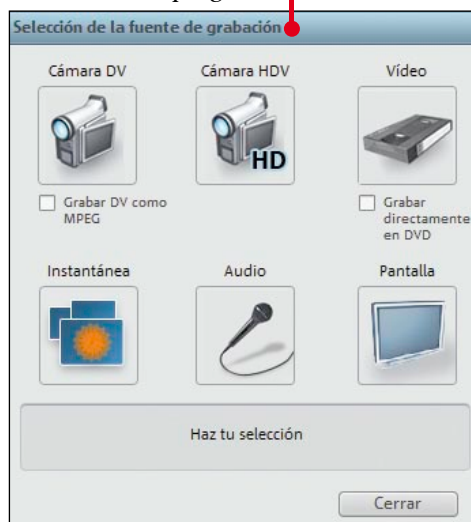 Selección de la fuente de grabación
Cámara DV
Cámara HDV
Vídeo
HD
Grabar DV como
MPEG
Grabar
directamente
en DVD
Instantánea
Audio
Pantalla
Haz tu selección
Cerrar